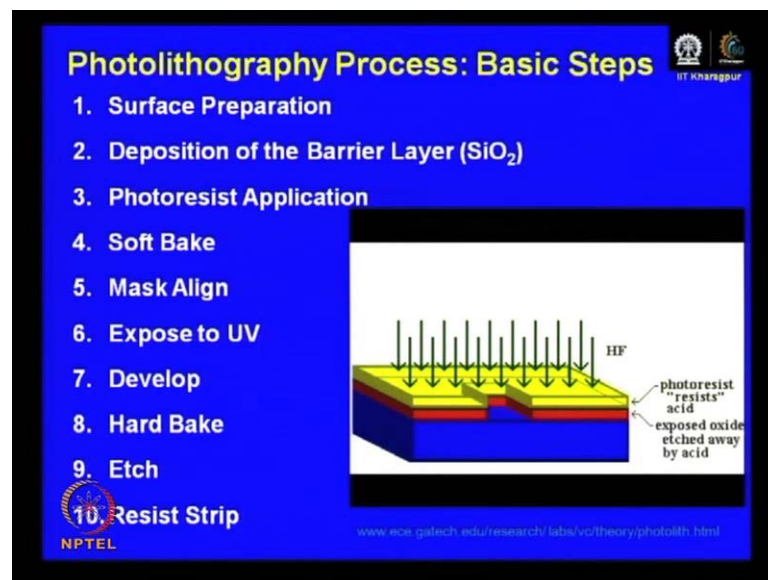 Photolithography Process: Basic Steps
IIT Kharagpur
1. Surface Preparation
2. Deposition of the Barrier Layer (SiO₂)
3. Photoresist Application
4. Soft Bake
5. Mask Align
6. Expose to UV
7. Develop
8. Hard Bake
9. Etch
10. Resist Strip
HF
photoresist
"resists"
acid
exposed oxide
etched away
by acid
NPTEL
www.ece.gatech.edu/research/labs/vc/theory/photolith.html